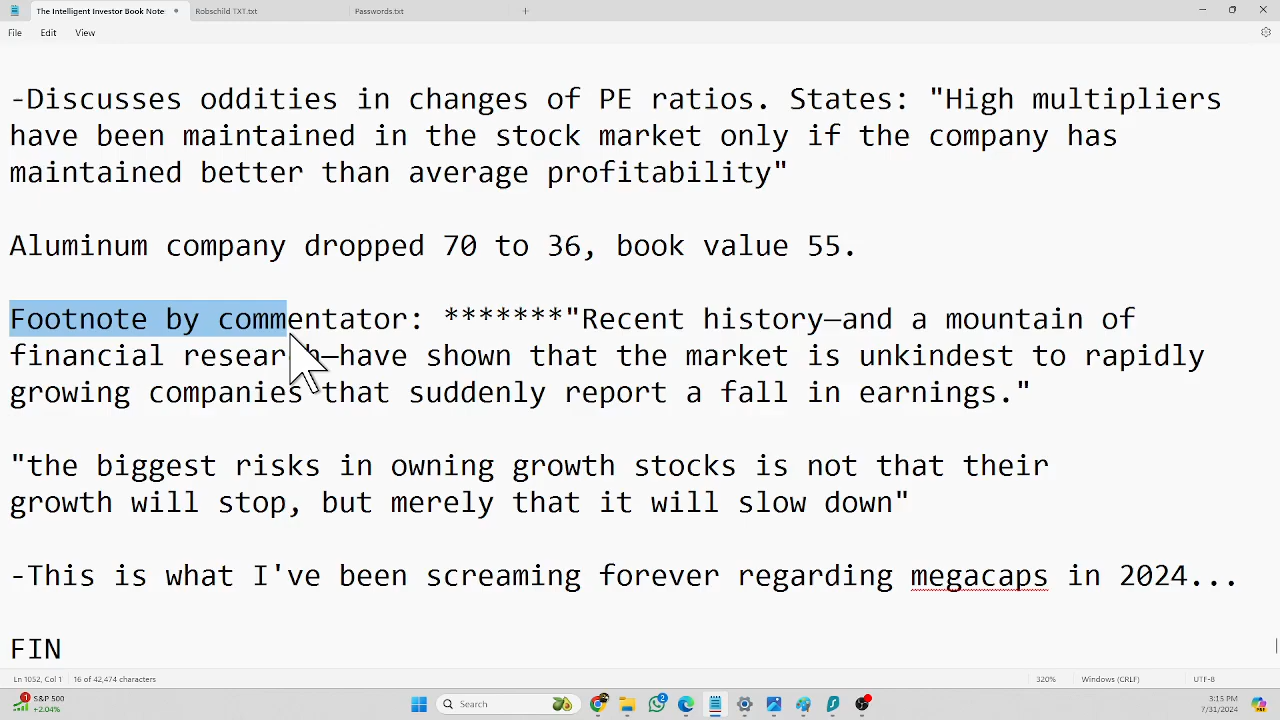 The Intelligent Investor Book Note
Robschild TXT.txt
Passwords.txt
File Edit View
-Discusses oddities in changes of PE ratios. States: "High multipliers
have been maintained in the stock market only if the company has
maintained better than average profitability"
Aluminum company dropped 70 to 36, book value 55.
Footnote by commentator: *******"Recent history—and a mountain of
financial research—have shown that the market is unkindest to rapidly
growing companies that suddenly report a fall in earnings."
"the biggest risks in owning growth stocks is not that their
growth will stop, but merely that it will slow down"
-This is what I've been screaming forever regarding megacaps in 2024...
FIN
Ln 1052, Col 1 16 of 42,474 characters 320% Windows (CRLF) UTF-8
1 S&P 500
+2.04%
Search
2
3:15 PM
7/31/2024